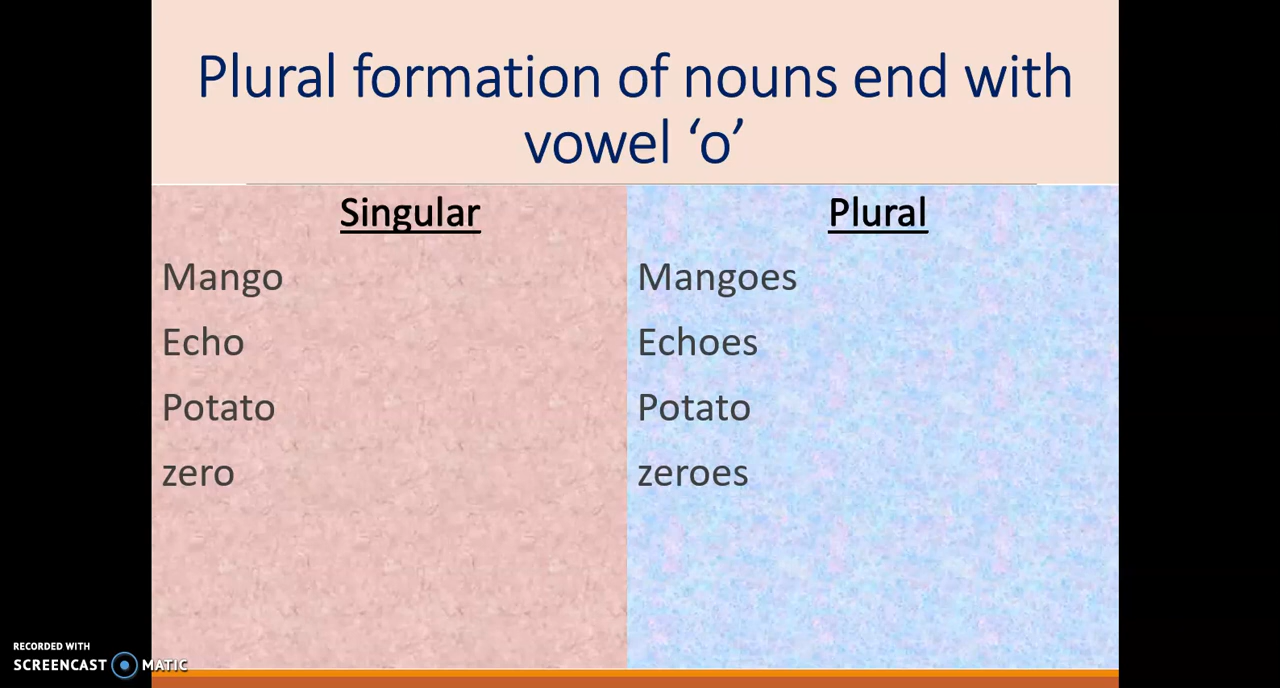 Plural formation of nouns end with
vowel ‘o’
Singular
Plural
Mango
Mangoes
Echo
Echoes
Potato
Potato
zero
zeroes
RECORDED WITH
SCREENCAST MATIC